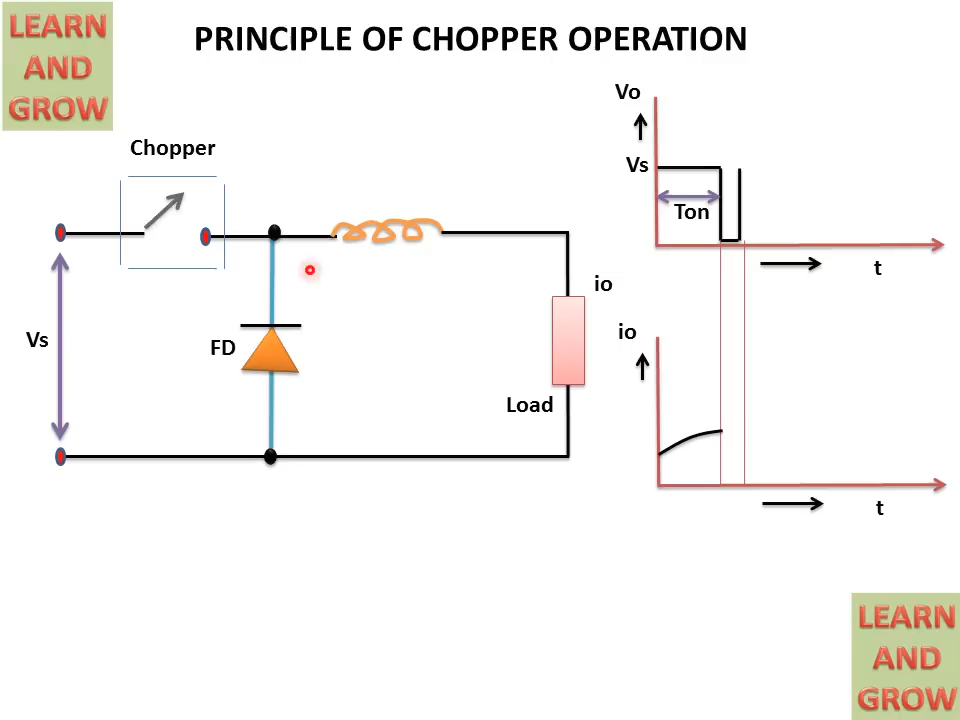 LEARN
AND
GROW
PRINCIPLE OF CHOPPER OPERATION
Chopper
Vs
FD
Load
io
Vo
Vs
Ton
t
io
t
LEARN
AND
GROW